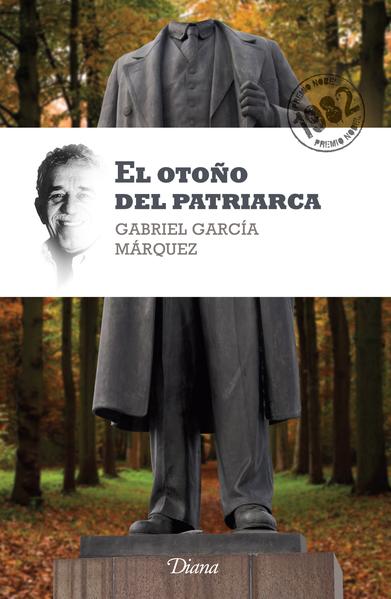 PREMIO NOBEL
1982
PREMIO NOBEL
EL OTOÑO
DEL PATRIARCA
GABRIEL GARCÍA
MÁRQUEZ
Diana